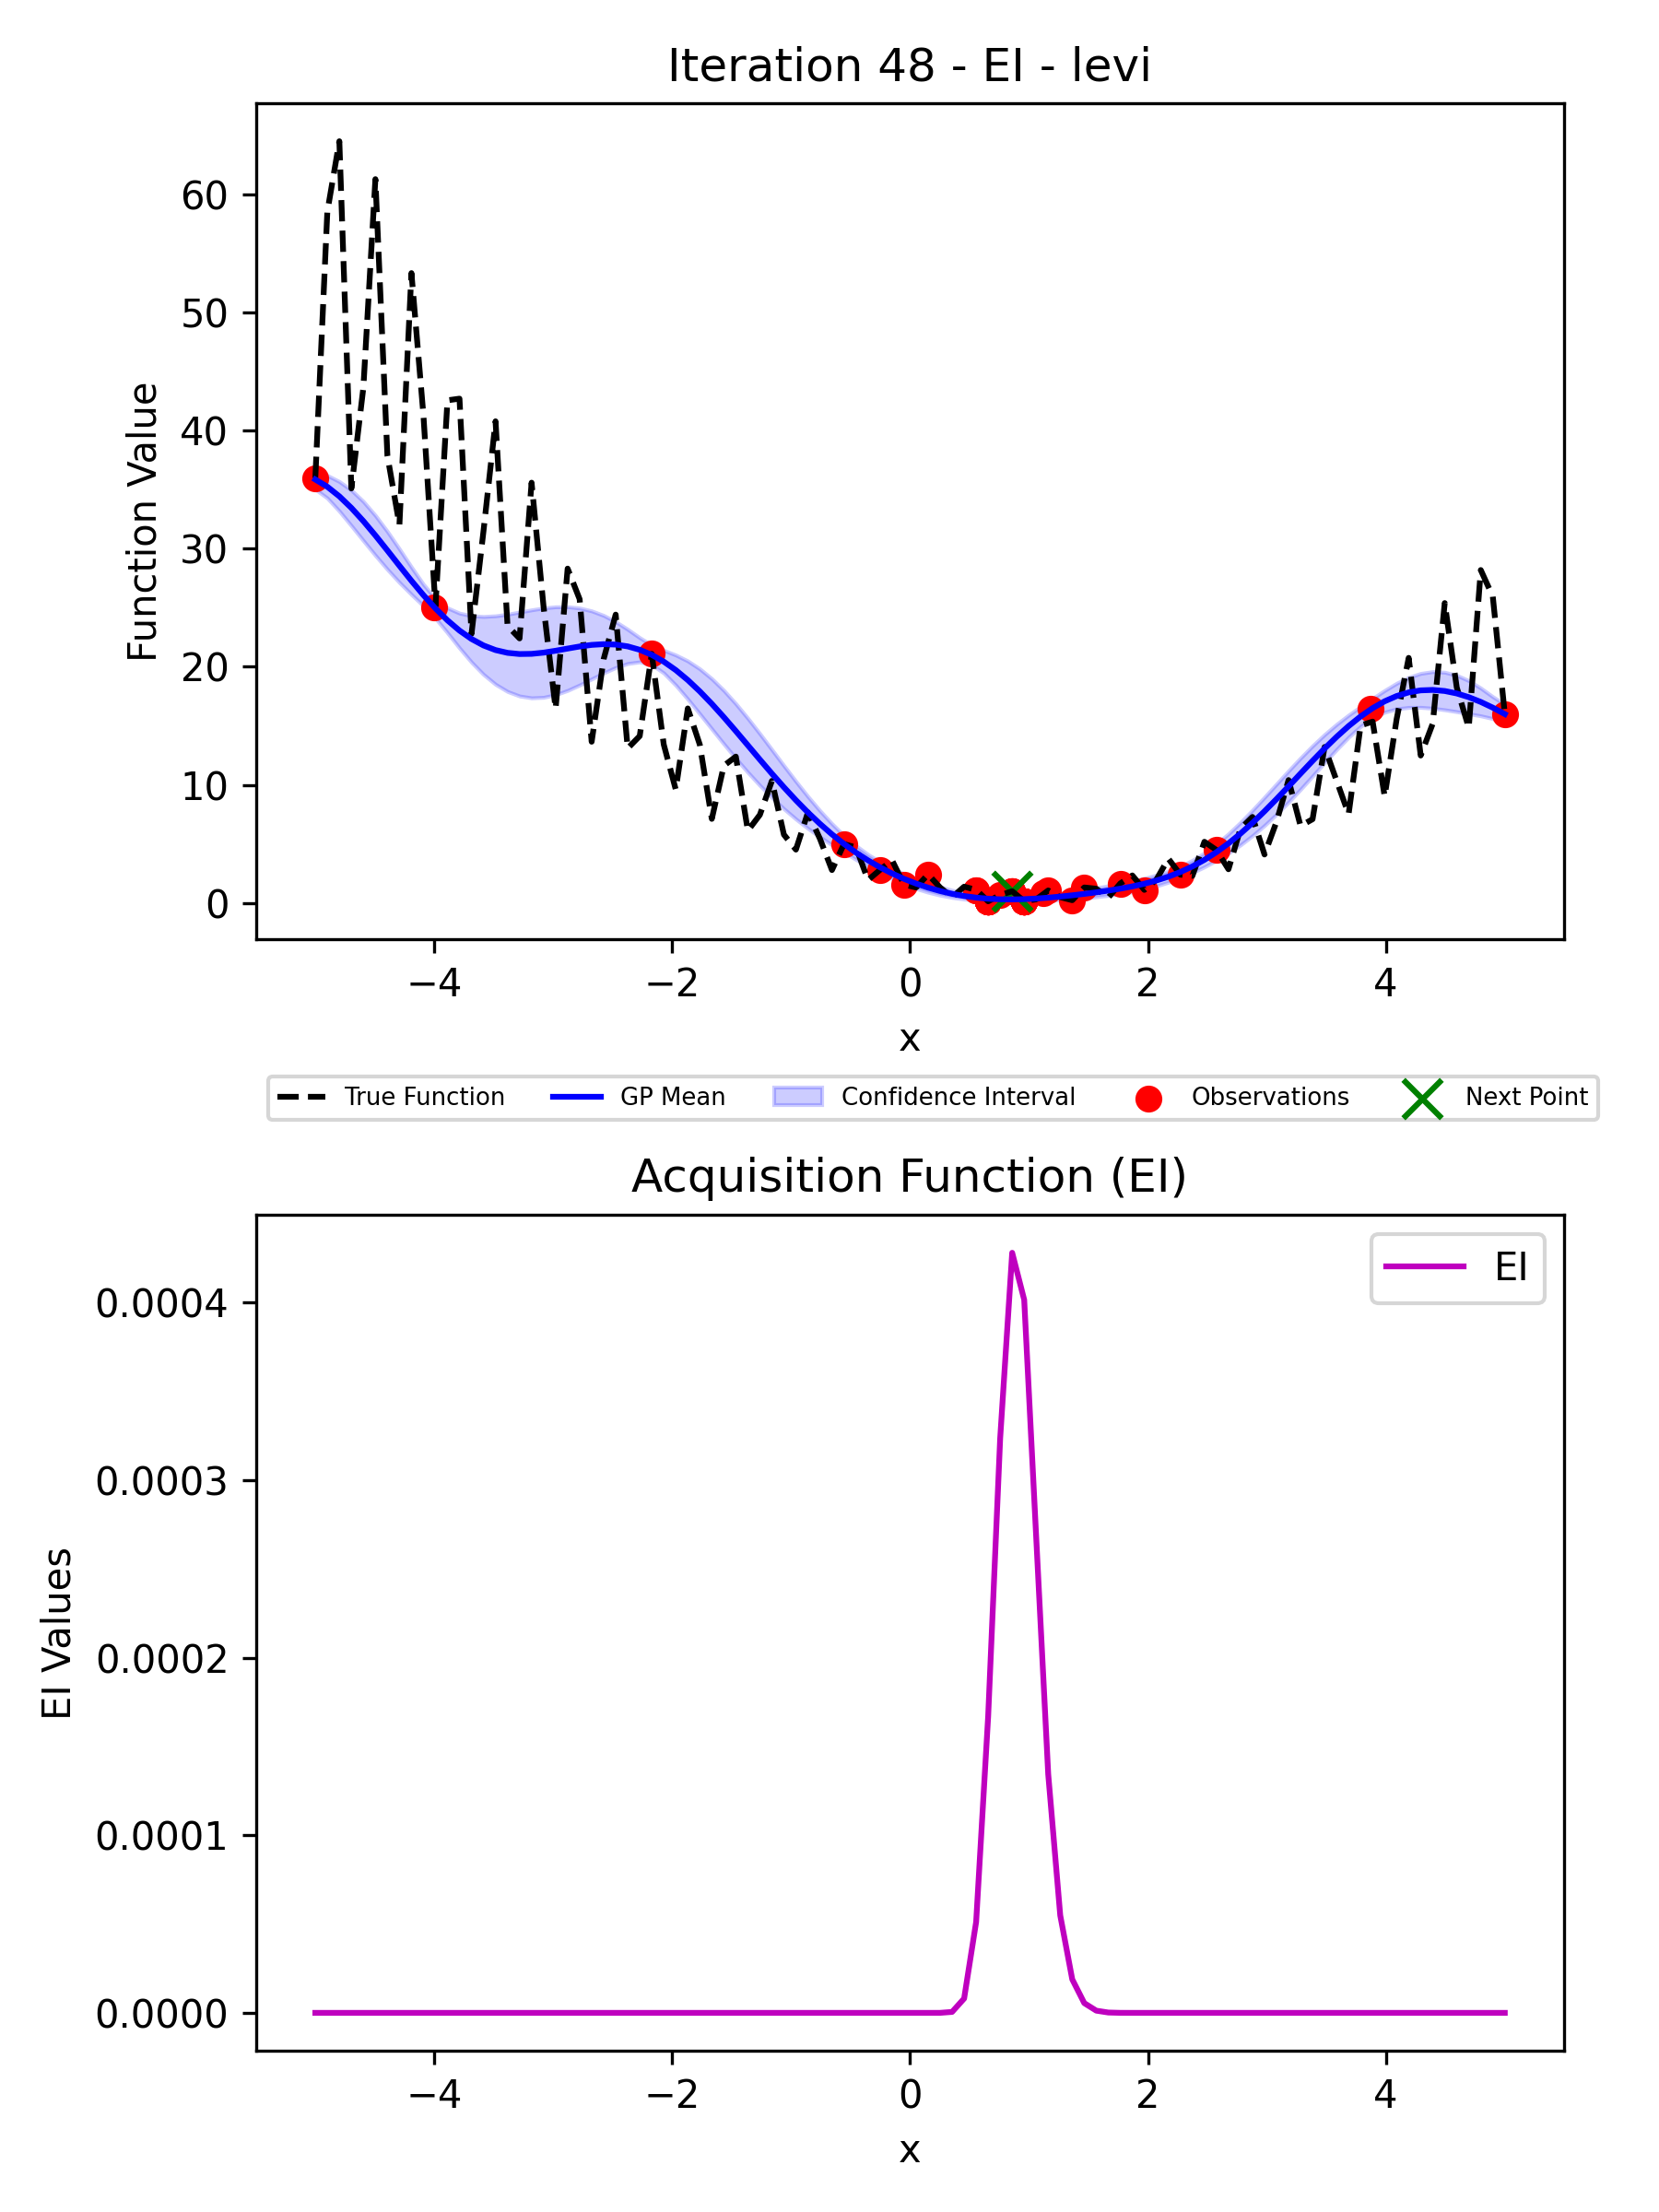 Iteration 48 - EI - levi
Function Value
60
50
40
30
20
10
0
−4 −2 0 2 4
x
True Function GP Mean Confidence Interval Observations Next Point
Acquisition Function (EI)
EI
EI Values
0.0004
0.0003
0.0002
0.0001
0.0000
−4 −2 0 2 4
x